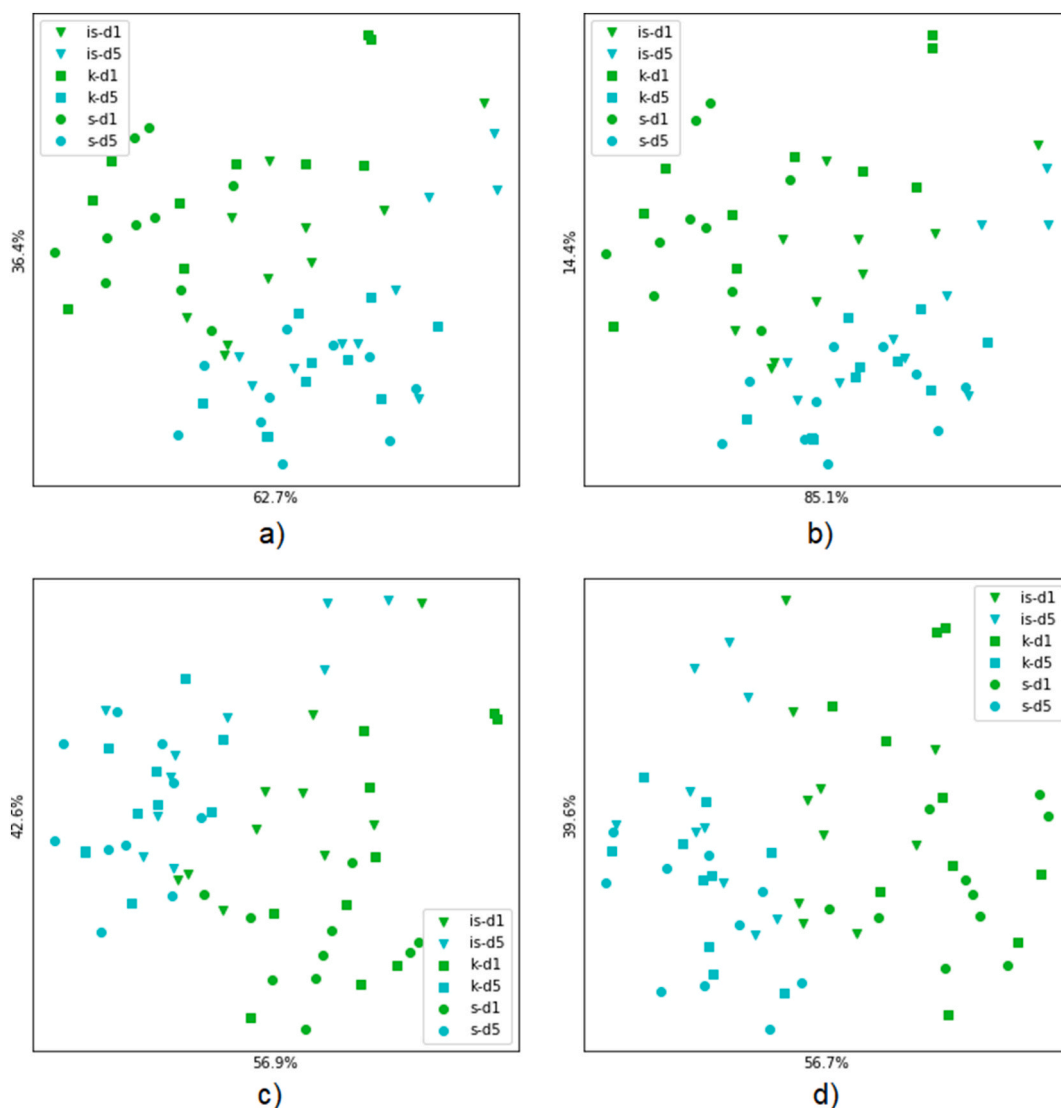 is-d1
is-d5
k-d1
k-d5
s-d1
s-d5
36.4%
62.7%
a)
is-d1
is-d5
k-d1
k-d5
s-d1
s-d5
14.4%
85.1%
b)
is-d1
is-d5
k-d1
k-d5
s-d1
s-d5
42.6%
56.9%
c)
is-d1
is-d5
k-d1
k-d5
s-d1
s-d5
39.6%
56.7%
d)